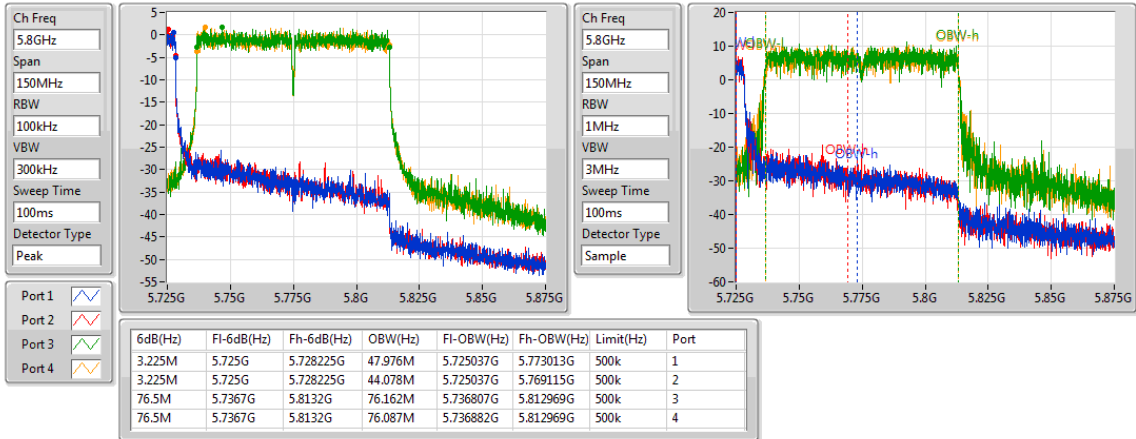 Ch Freq
5.8GHz
Span
150MHz
RBW
100kHz
VBW
300kHz
Sweep Time
100ms
Detector Type
Peak
5
0
-5
-10
-15
-20
-25
-30
-35
-40
-45
-50
-55
5.725G 5.75G 5.775G 5.8G 5.825G 5.85G 5.875G
Ch Freq
5.8GHz
Span
150MHz
RBW
1MHz
VBW
3MHz
Sweep Time
100ms
Detector Type
Sample
20
10
0
-10
-20
-30
-40
-50
-60
OBW-h
OBW-h
OBW-h
5.725G 5.75G 5.775G 5.8G 5.825G 5.85G 5.875G
Port 1
Port 2
Port 3
Port 4
6dB(Hz) Fl-6dB(Hz) Fh-6dB(Hz) OBW(Hz) Fl-OBW(Hz) Fh-OBW(Hz) Limit(Hz) Port
3.225M 5.725G 5.728225G 47.976M 5.725037G 5.773013G 500k 1
3.225M 5.725G 5.728225G 44.078M 5.725037G 5.769115G 500k 2
76.5M 5.7367G 5.8132G 76.162M 5.736807G 5.812969G 500k 3
76.5M 5.7367G 5.8132G 76.087M 5.736882G 5.812969G 500k 4